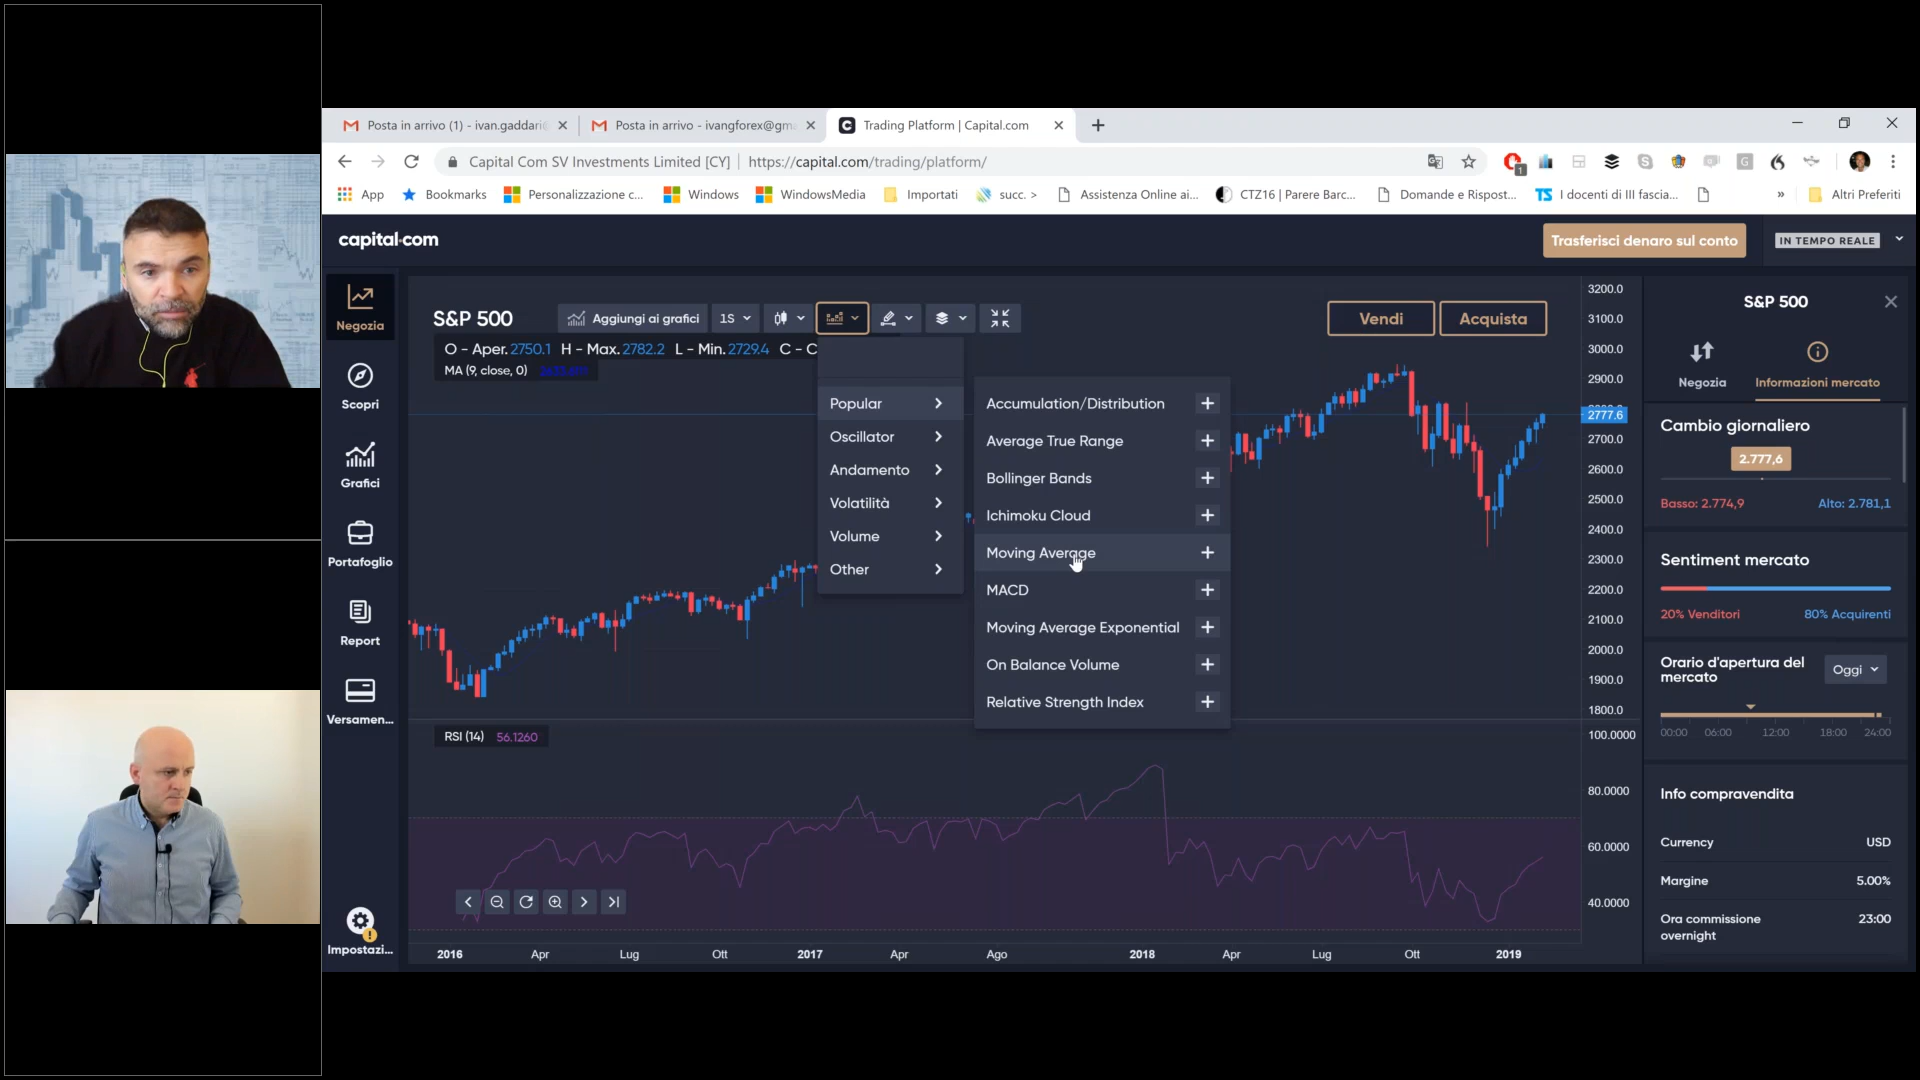 Posta in arrivo (1) - ivan.gaddari
Posta in arrivo - ivangforex@gm
Trading Platform | Capital.com
Capital Com SV Investments Limited [CY]
https://capital.com/trading/platform/
App
Bookmarks
Personalizzazione c...
Windows
WindowsMedia
Importati
succ. >
Assistenza Online ai...
CTZ16 | Parere Barc...
Domande e Rispost...
TS
I docenti di III fascia...
»
Altri Preferiti
capital.com
Trasferisci denaro sul conto
IN TEMPO REALE
Negozia
Scopri
Grafici
Portafoglio
Report
Versamen...
Impostazi...
S&P 500
Aggiungi ai grafici
1S
Vendi
Acquista
O - Aper. 2750.1 H - Max. 2782.2 L - Min. 2729.4 C - C
MA (9, close, 0)
Popular
Oscillator
Andamento
Volatilità
Volume
Other
Accumulation/Distribution
Average True Range
Bollinger Bands
Ichimoku Cloud
Moving Average
MACD
Moving Average Exponential
On Balance Volume
Relative Strength Index
3200.0
3100.0
3000.0
2900.0
2777.6
2700.0
2600.0
2500.0
2400.0
2300.0
2200.0
2100.0
2000.0
1900.0
1800.0
RSI (14) 56.1260
100.0000
80.0000
60.0000
40.0000
2016
Apr
Lug
Ott
2017
Apr
Ago
2018
Apr
Lug
Ott
2019
S&P 500
Negozia
Informazioni mercato
Cambio giornaliero
2.777,6
Basso: 2.774,9
Alto: 2.781,1
Sentiment mercato
20% Venditori
80% Acquirenti
Orario d'apertura del
mercato
Oggi
00:00
06:00
12:00
18:00
24:00
Info compravendita
Currency
USD
Margine
5.00%
Ora commissione
overnight
23:00